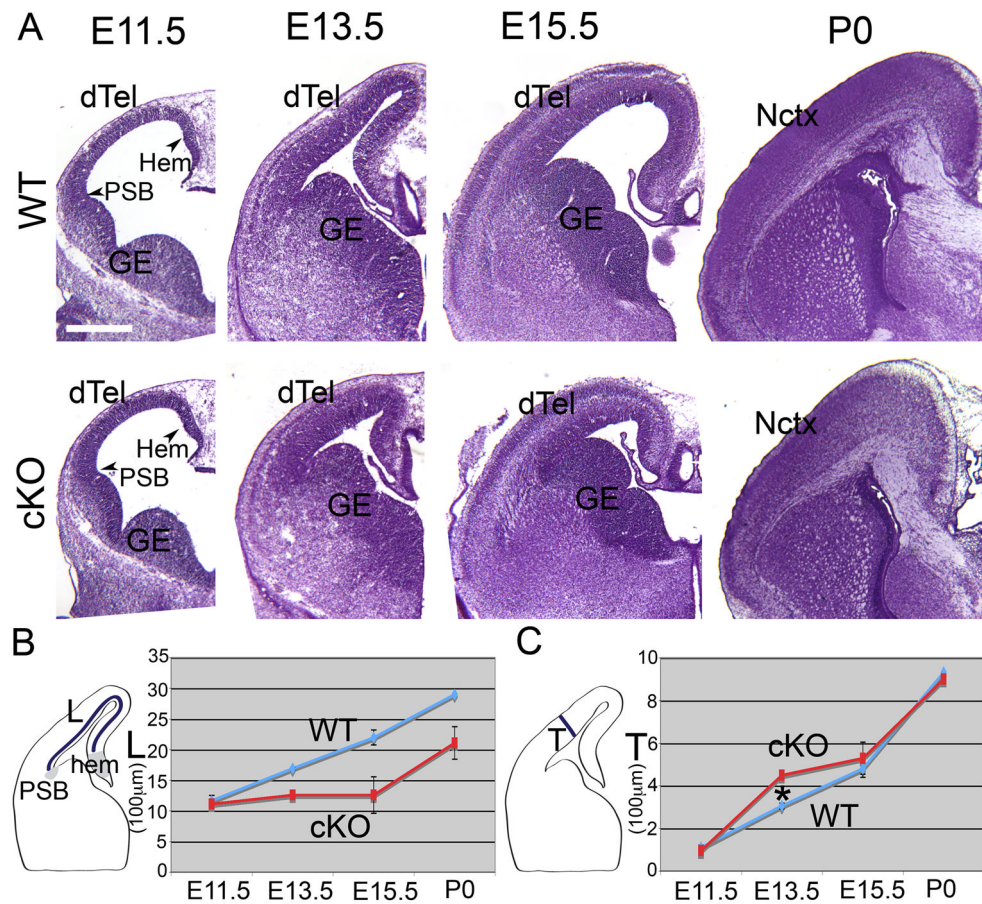 A
E11.5 E13.5 E15.5 P0
WT
dTel
Hem
PSB
GE
dTel
GE
dTel
GE
Nctx
cKO
dTel
Hem
PSB
GE
dTel
GE
dTel
GE
Nctx
B
L
PSB
hem
L
(100μm)
35
30
25
20
15
10
5
0
WT
cKO
E11.5 E13.5 E15.5 P0
C
T
T
(100μm)
10
8
6
4
2
0
cKO
*
WT
E11.5 E13.5 E15.5 P0